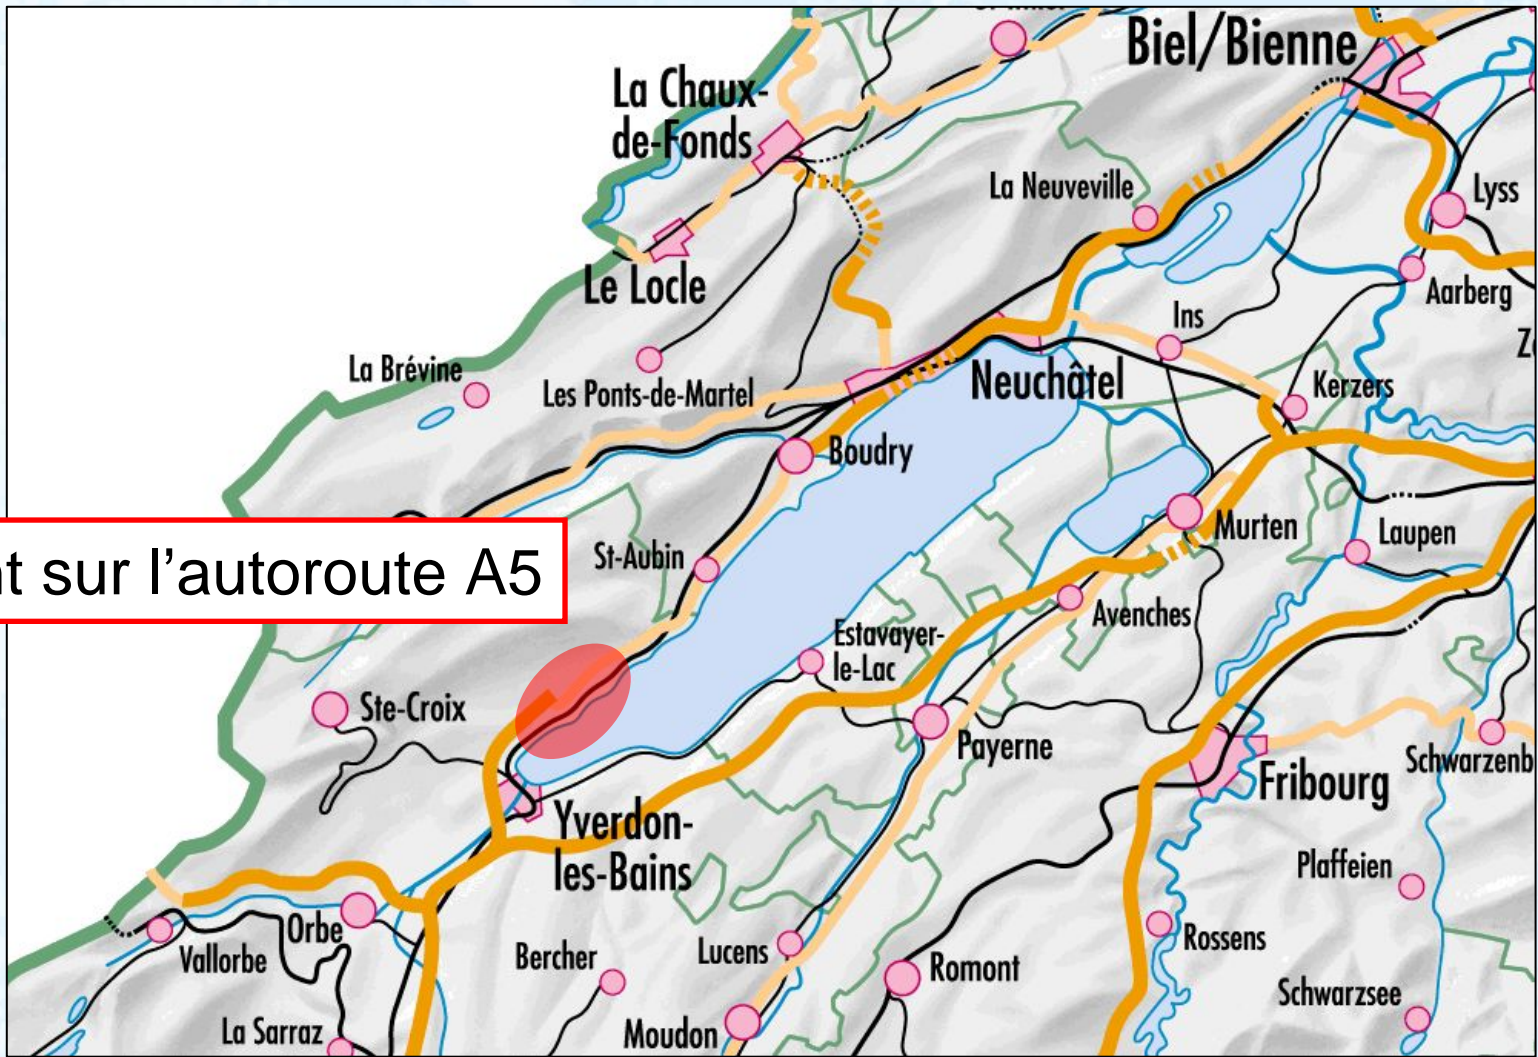 Biel/Bienne
La Chaux-
de-Fonds
La Neuveville
Lyss
Le Locle
Aarberg
Ins
La Brévine
Les Ponts-de-Martel
Neuchâtel
Kerzers
Boudry
Murten
Laupen
sur l’autoroute A5
St-Aubin
Avenches
Estavayer-
le-Lac
Ste-Croix
Payerne
Fribourg
Schwarzenb
Yverdon-
les-Bains
Plaffeien
Orbe
Vallorbe
Bercher
Lucens
Romont
Rossens
Schwarzsee
La Sarraz
Moudon